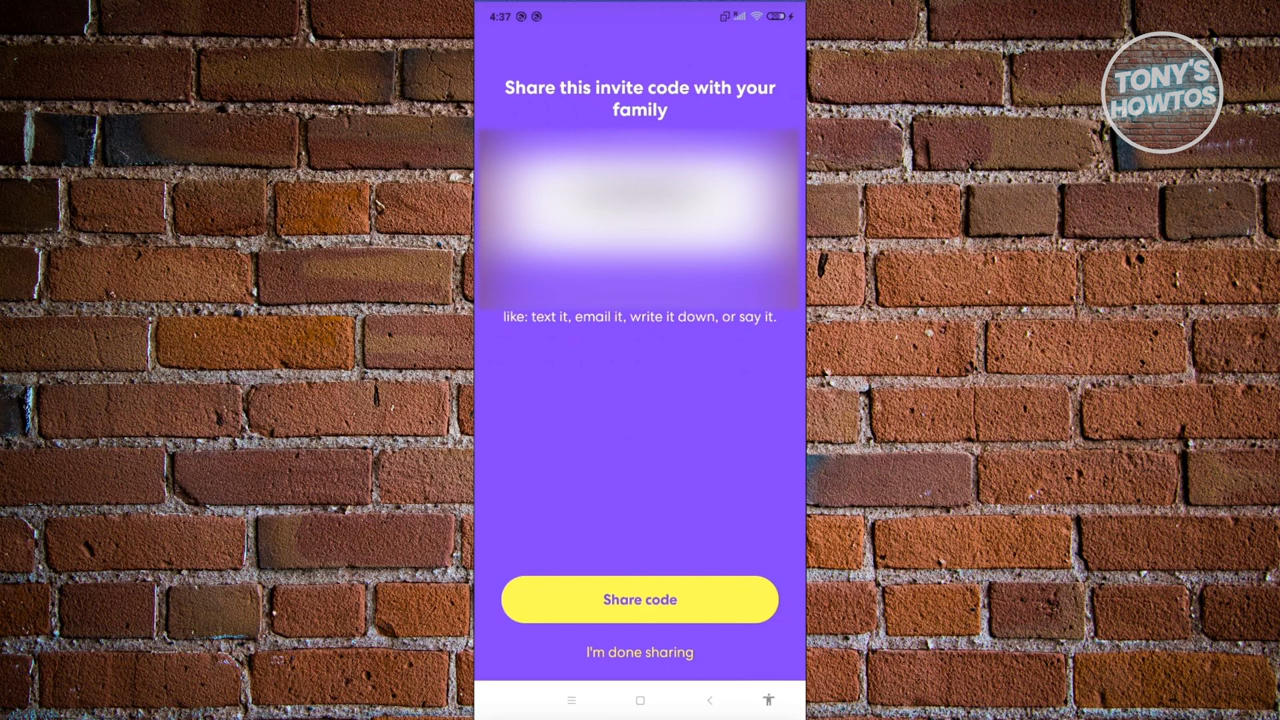 4:37
TONY'S
HOWTOS
Share this invite code with your
family
like: text it, email it, write it down, or say it.
Share code
I'm done sharing